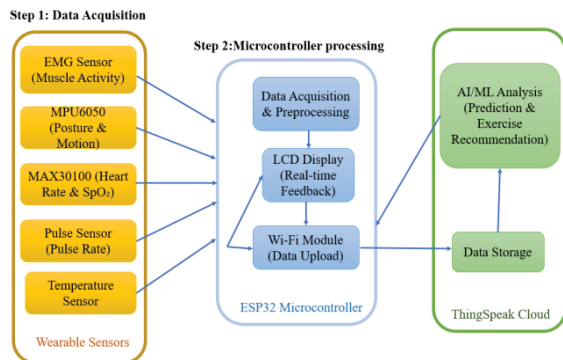 Step 1: Data Acquisition
EMG Sensor
(Muscle Activity)
MPU6050
(Posture &
Motion)
MAX30100 (Heart
Rate & SpO₂)
Pulse Sensor
(Pulse Rate)
Temperature
Sensor
Wearable Sensors
Step 2:Microcontroller processing
Data Acquisition
& Preprocessing
LCD Display
(Real-time
Feedback)
Wi-Fi Module
(Data Upload)
ESP32 Microcontroller
AI/ML Analysis
(Prediction &
Exercise
Recommendation)
Data Storage
ThingSpeak Cloud